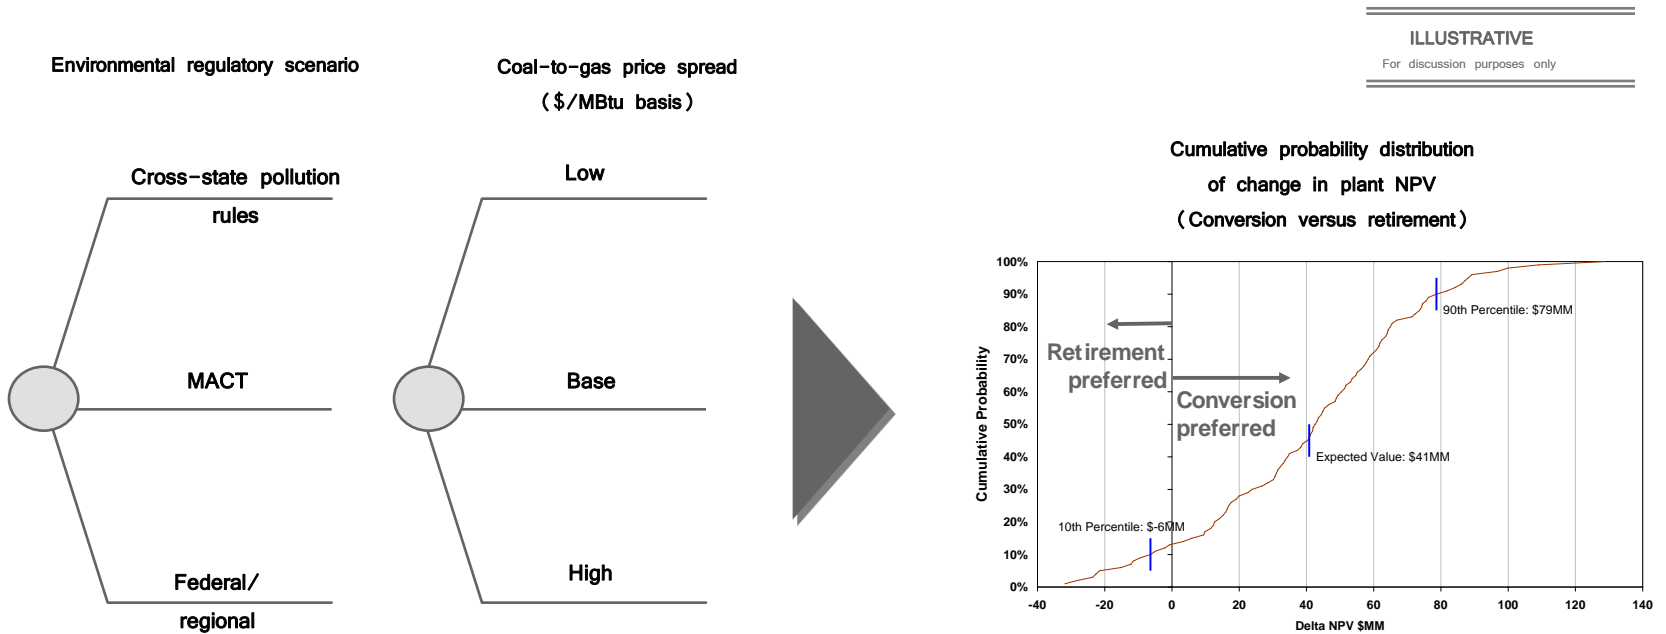 ILLUSTRATIVE
For discussion purposes only
Environmental regulatory scenario
Coal-to-gas price spread
($/MBtu basis)
Cross-state pollution
rules
MACT
Federal/
regional
Low
Base
High
Cumulative probability distribution
of change in plant NPV
(Conversion versus retirement)
Cumulative Probability
100%
90%
80%
70%
60%
50%
40%
30%
20%
10%
0%
90th Percentile: $79MM
Retirement
preferred
Conversion
preferred
Expected Value: $41MM
10th Percentile: $-6MM
-40
-20
0
20
40
60
80
100
120
140
Delta NPV $MM